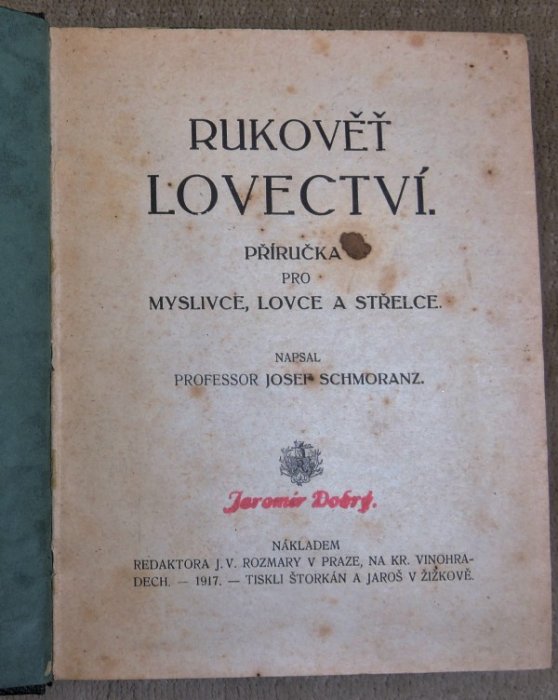 RUKOVĚŤ
LOVECTVÍ.
PŘÍRUČKA
PRO
MYSLIVCE, LOVCE A STŘELCE.
NAPSAL
PROFESSOR JOSEF SCHMORANZ.
Jaromír Dobrý.
NÁKLADEM
REDAKTORA J. V. ROZMARY V PRAZE, NA KR. VINOHRA-
DECH. — 1917. — TISKLI ŠTORKÁN A JAROŠ V ŽIŽKOVĚ.